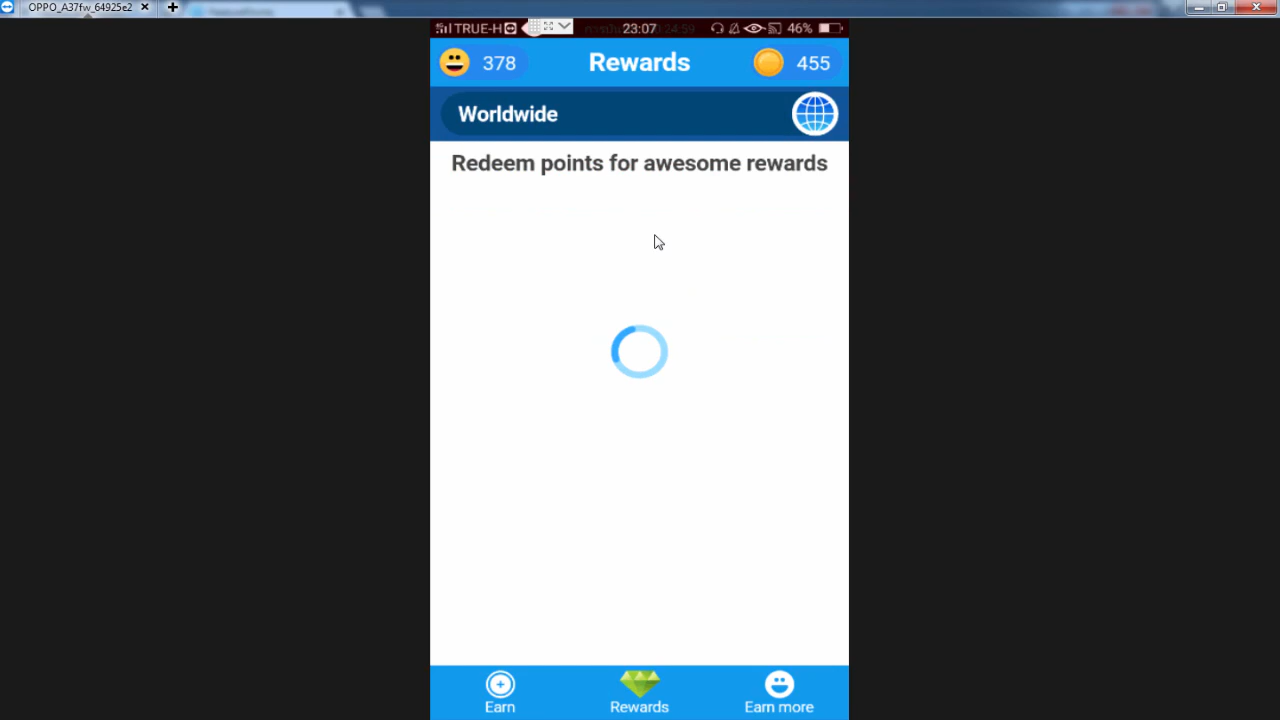 OPPO_A37fw_64925e2
TRUE-H 23:07 46%
378 Rewards 455
Worldwide
Redeem points for awesome rewards
Earn Rewards Earn more